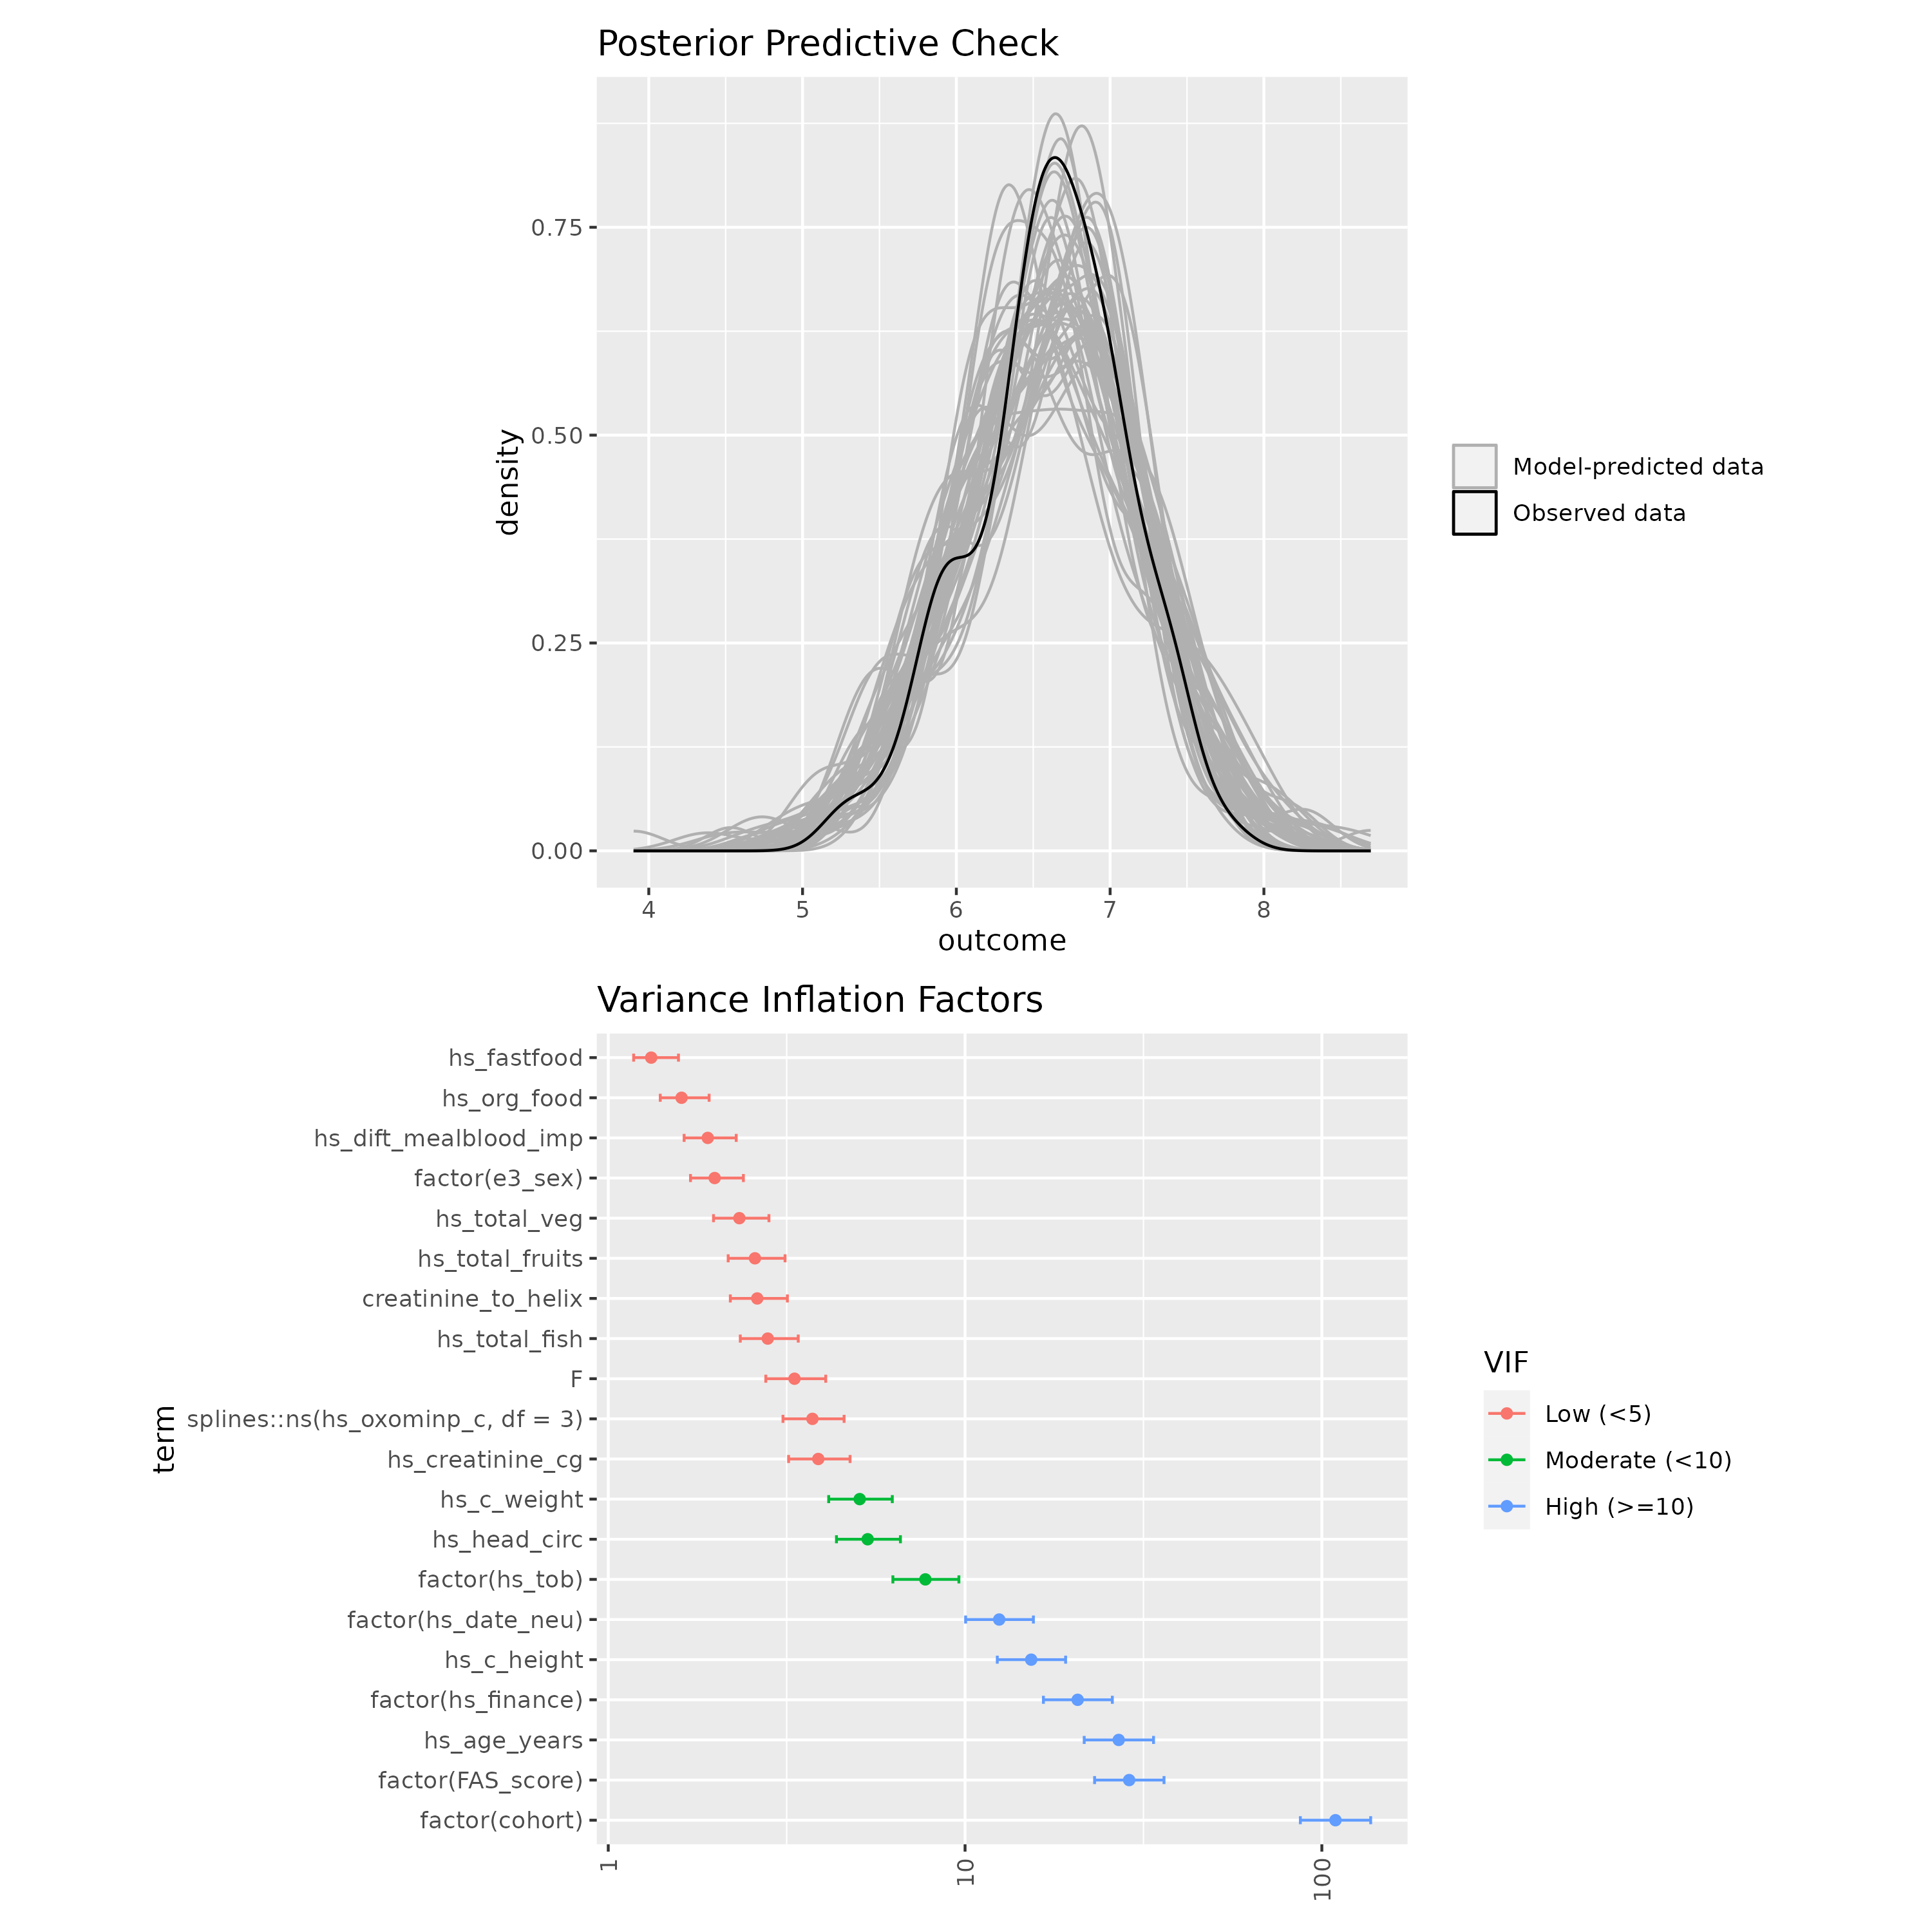 Posterior Predictive Check
density
0.75
0.50
0.25
0.00
4 5 6 7 8
outcome
Model-predicted data
Observed data
Variance Inflation Factors
term
hs_fastfood
hs_org_food
hs_dift_mealblood_imp
factor(e3_sex)
hs_total_veg
hs_total_fruits
creatinine_to_helix
hs_total_fish
F
splines::ns(hs_oxominp_c, df = 3)
hs_creatinine_cg
hs_c_weight
hs_head_circ
factor(hs_tob)
factor(hs_date_neu)
hs_c_height
factor(hs_finance)
hs_age_years
factor(FAS_score)
factor(cohort)
1 10 100
VIF
Low (<5)
Moderate (<10)
High (>=10)